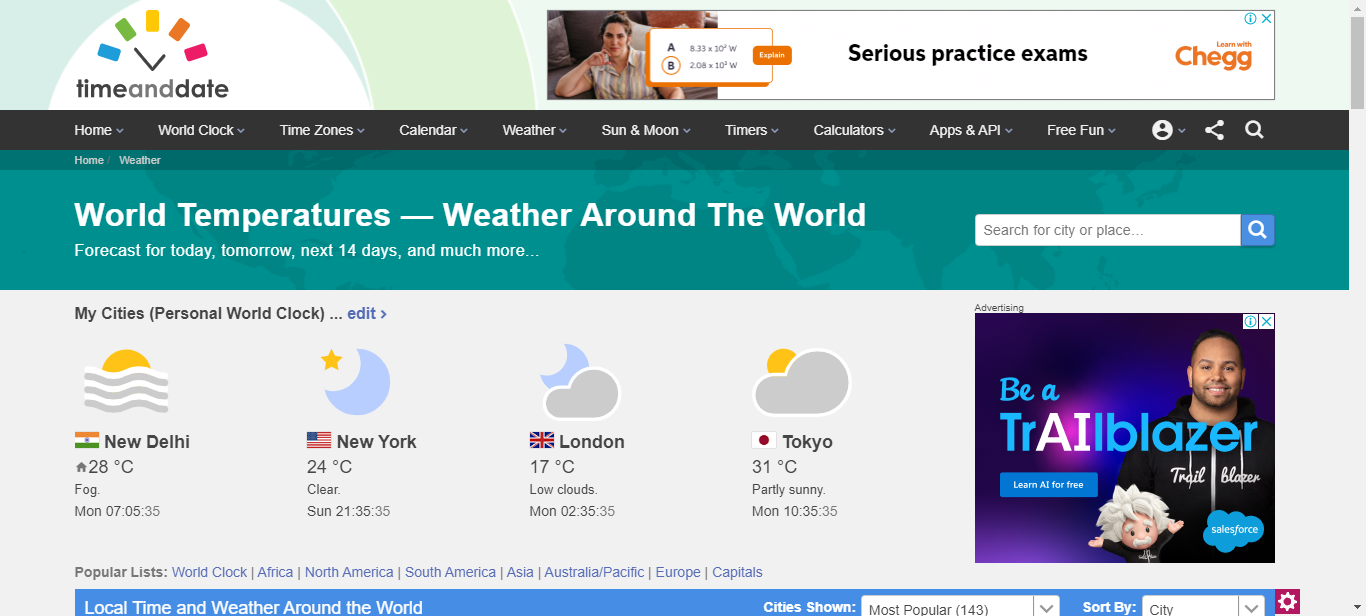 timeanddate
A 8.33 x 10² W
B 2.08 x 10³ W
Explain
Serious practice exams
Learn with
Chegg
Home World Clock Time Zones Calendar Weather Sun & Moon Timers Calculators Apps & API Free Fun
Home / Weather
World Temperatures — Weather Around The World
Forecast for today, tomorrow, next 14 days, and much more...
Search for city or place...
My Cities (Personal World Clock) ... edit ›
Advertising
New Delhi
28 °C
Fog.
Mon 07:05:35
New York
24 °C
Clear.
Sun 21:35:35
London
17 °C
Low clouds.
Mon 02:35:35
Tokyo
31 °C
Partly sunny.
Mon 10:35:35
Be a
TrAIlblazer
Learn AI for free
Trail blazer
salesforce
Popular Lists: World Clock | Africa | North America | South America | Asia | Australia/Pacific | Europe | Capitals
Local Time and Weather Around the World
Cities Shown: Most Popular (143) Sort By: City